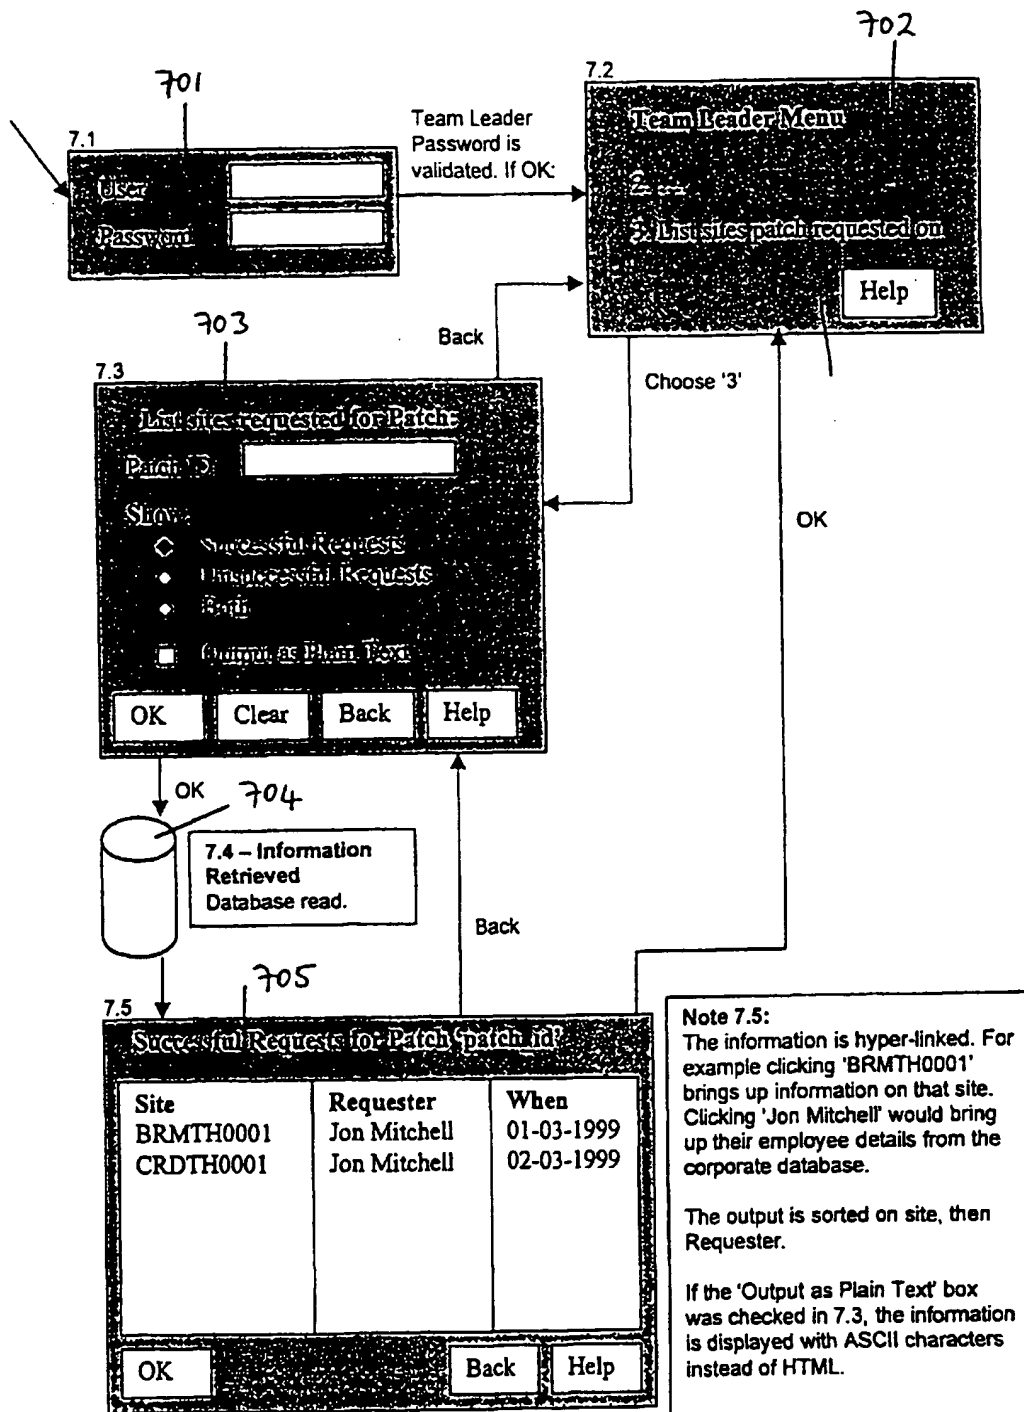 702
7.2
Team Leader Menu
2. ...
3. List sites patch requested on
Help
701
7.1
User
Password
Team Leader
Password is
validated. If OK:
Back
Choose '3'
OK
703
7.3
List sites requested for Patch:
Patch ID
Show:
Successful Requests
Unsuccessful Requests
Both
Output as Plain Text
OK
Clear
Back
Help
OK
704
7.4 – Information
Retrieved
Database read.
Back
705
7.5
Successful Requests for Patch 'patch_id'
Site Requester When
BRMTH0001 Jon Mitchell 01-03-1999
CRDTH0001 Jon Mitchell 02-03-1999
OK
Back
Help
Note 7.5:
The information is hyper-linked. For
example clicking 'BRMTH0001'
brings up information on that site.
Clicking 'Jon Mitchell' would bring
up their employee details from the
corporate database.
The output is sorted on site, then
Requester.
If the 'Output as Plain Text' box
was checked in 7.3, the information
is displayed with ASCII characters
instead of HTML.